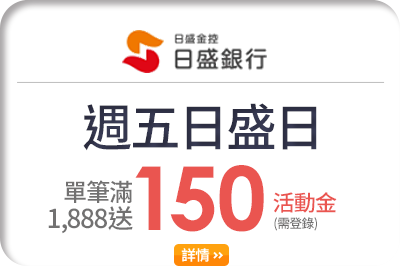 日盛金控
日盛銀行
週五日盛日
單筆滿
1,888送
150
活動金
(需登錄)
詳情 >>